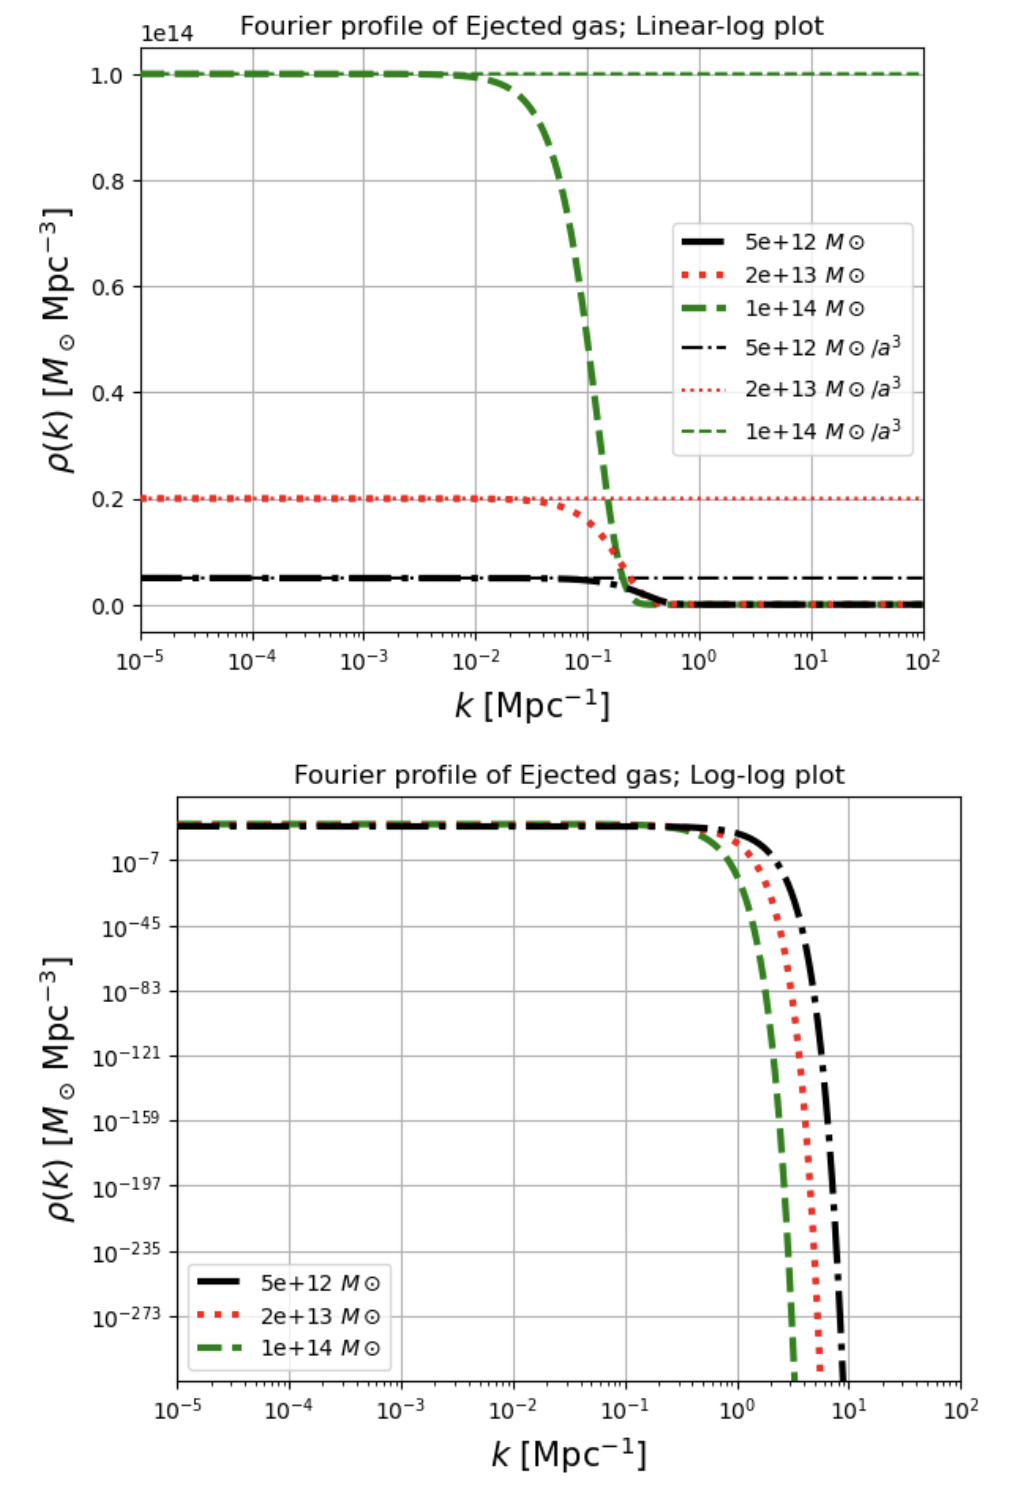 Fourier profile of Ejected gas; Linear-log plot
1e14
1.0
0.8
0.6
0.4
0.2
0.0
ρ(k) [M⊙ Mpc⁻³]
5e+12 M⊙
2e+13 M⊙
1e+14 M⊙
5e+12 M⊙/a³
2e+13 M⊙/a³
1e+14 M⊙/a³
10⁻⁵ 10⁻⁴ 10⁻³ 10⁻² 10⁻¹ 10⁰ 10¹ 10²
k [Mpc⁻¹]
Fourier profile of Ejected gas; Log-log plot
10⁻⁷
10⁻⁴⁵
10⁻⁸³
10⁻¹²¹
10⁻¹⁵⁹
10⁻¹⁹⁷
10⁻²³⁵
10⁻²⁷³
ρ(k) [M⊙ Mpc⁻³]
5e+12 M⊙
2e+13 M⊙
1e+14 M⊙
10⁻⁵ 10⁻⁴ 10⁻³ 10⁻² 10⁻¹ 10⁰ 10¹ 10²
k [Mpc⁻¹]